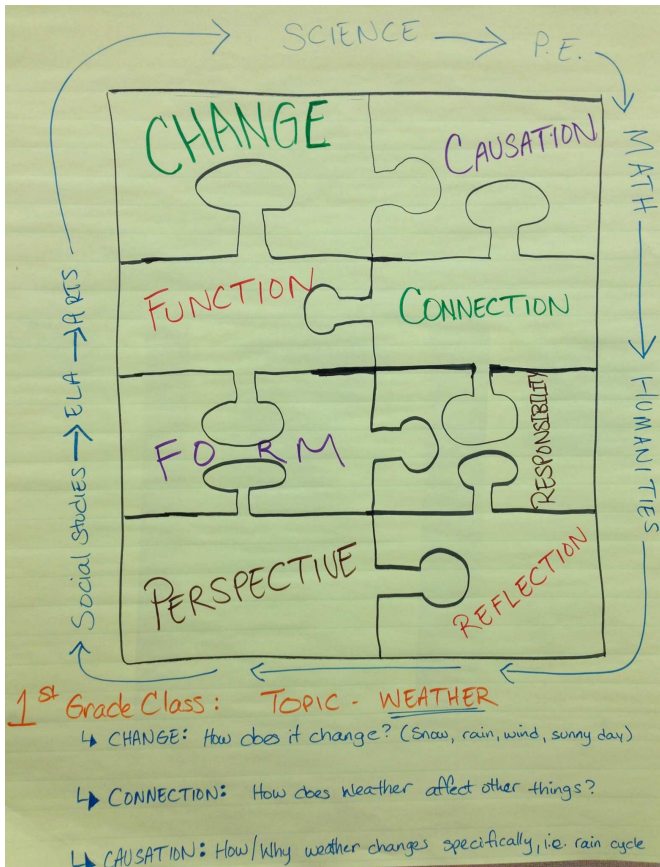 SCIENCE
P.E.
MATH
HUMANITIES
Social Studies
ELA
ARTS
CHANGE
CAUSATION
FUNCTION
CONNECTION
FORM
RESPONSIBILITY
PERSPECTIVE
REFLECTION
1st Grade Class: TOPIC - WEATHER
CHANGE: How does it change? (Snow, rain, wind, sunny day)
CONNECTION: How does Weather affect other things?
CAUSATION: How/Why weather changes specifically, i.e. rain cycle